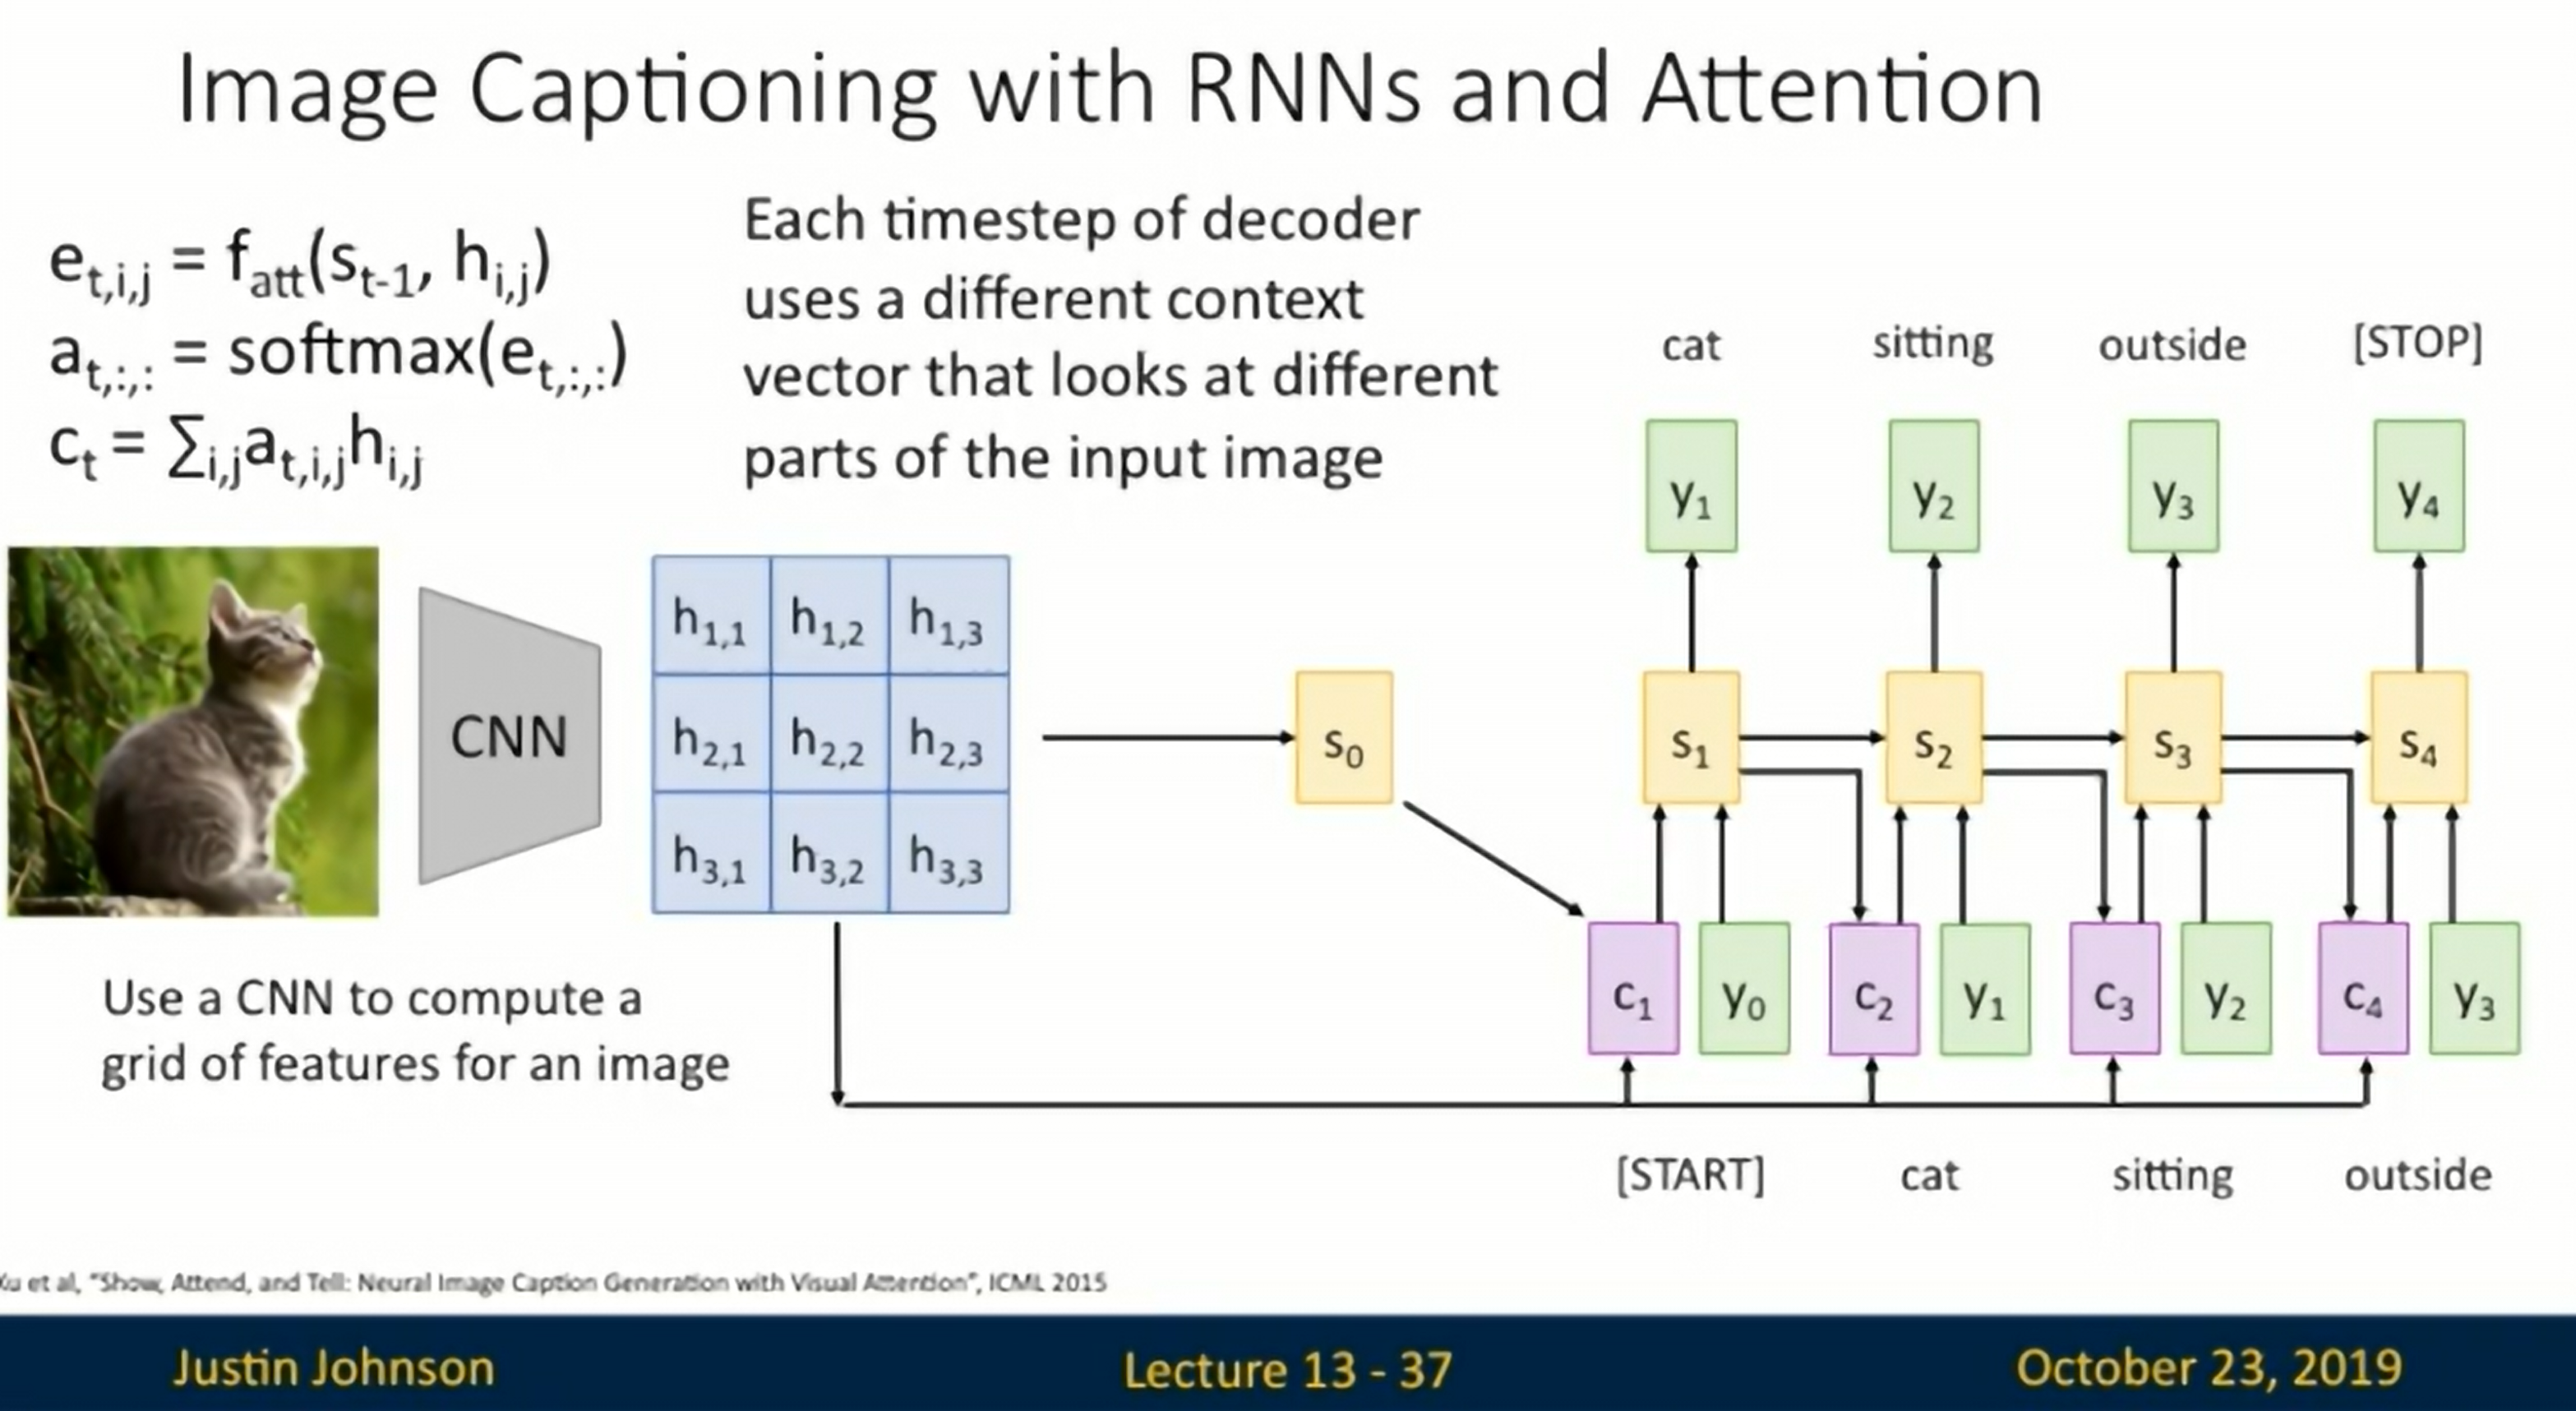 Image Captioning with RNNs and Attention
e_{t,i,j} = f_{att}(s_{t-1}, h_{i,j})
a_{t,:,:} = softmax(e_{t,:,:})
c_t = ∑_{i,j}a_{t,i,j}h_{i,j}
Each timestep of decoder
uses a different context
vector that looks at different
parts of the input image
cat sitting outside [STOP]
y_1 y_2 y_3 y_4
CNN
h_{1,1} h_{1,2} h_{1,3}
h_{2,1} h_{2,2} h_{2,3}
h_{3,1} h_{3,2} h_{3,3}
s_0 s_1 s_2 s_3 s_4
c_1 y_0 c_2 y_1 c_3 y_2 c_4 y_3
Use a CNN to compute a
grid of features for an image
[START] cat sitting outside
et al, "Show, Attend, and Tell: Neural Image Caption Generation with Visual Attention", ICML 2015
Justin Johnson Lecture 13 - 37 October 23, 2019